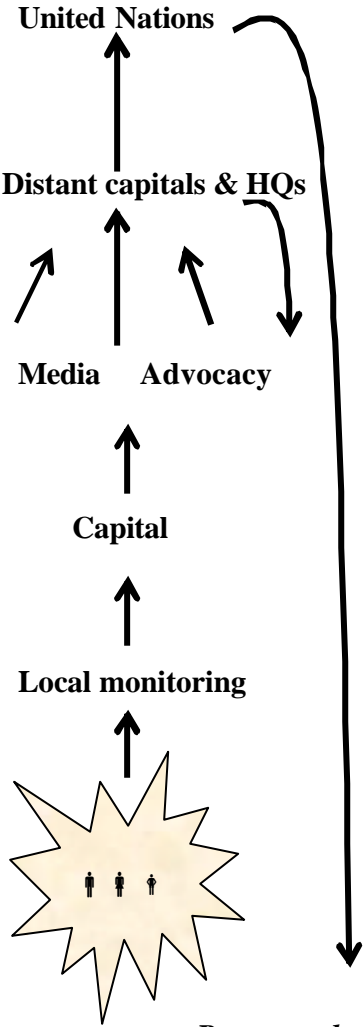 United Nations
Distant capitals & HQs
Media Advocacy
Capital
Local monitoring